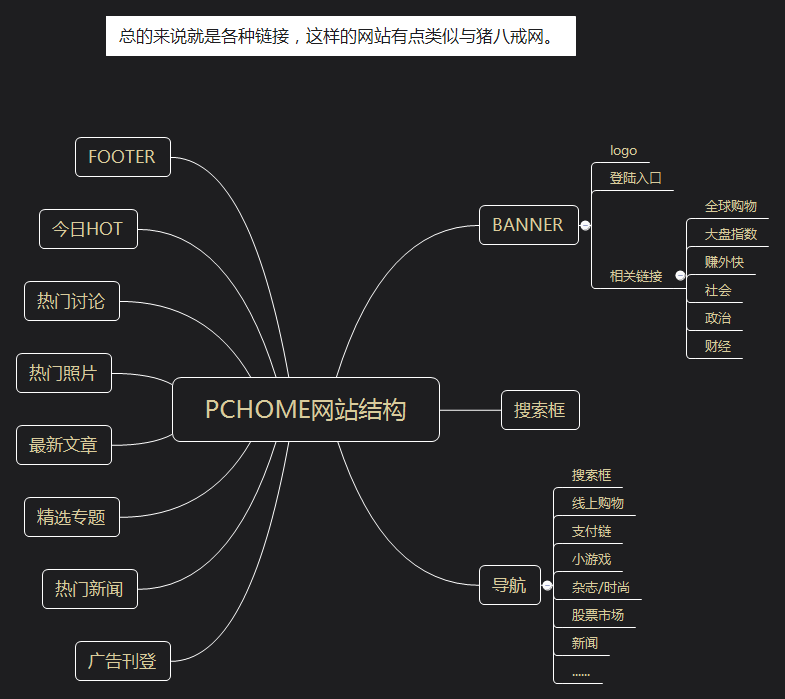 总的来说就是各种链接，这样的网站有点类似与猪八戒网。
PCHOME网站结构
BANNER
logo
登陆入口
相关链接
全球购物
大盘指数
赚外快
社会
政治
财经
搜索框
导航
搜索框
线上购物
支付链
小游戏
杂志/时尚
股票市场
新闻
......
FOOTER
今日HOT
热门讨论
热门照片
最新文章
精选专题
热门新闻
广告刊登